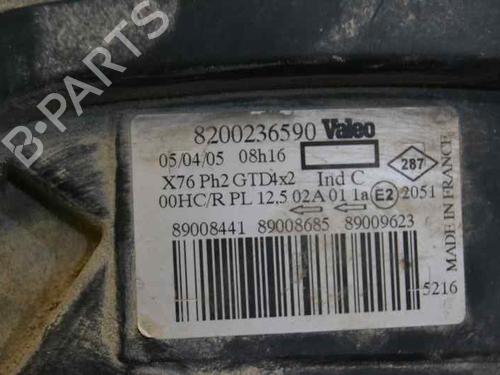 8200236590 Valeo
05/04/05 08h16
287
X76 Ph2 GTD4x2 Ind C
00HC/R PL 12,5 02A 01 1a E2 2051
89008441 89008685 89009623
5216
MADE IN FRANCE
B-Parts